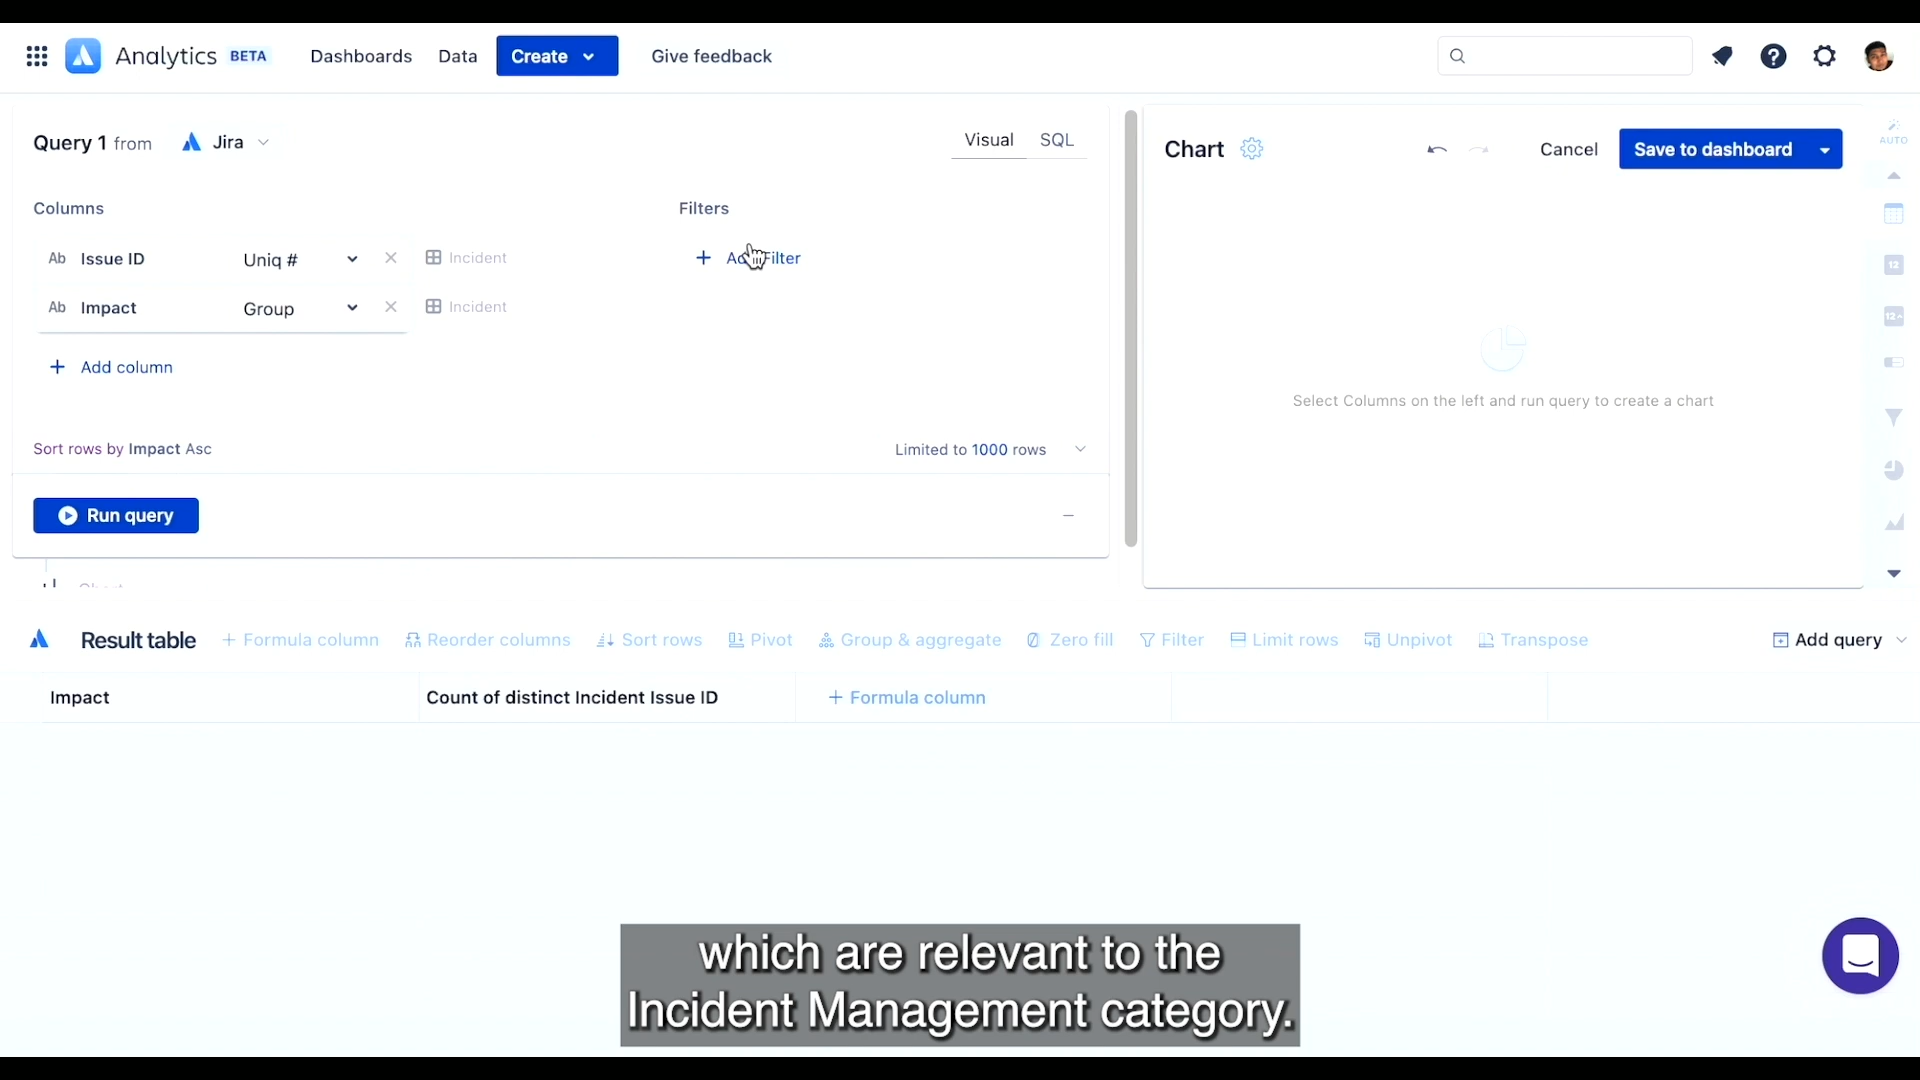 Analytics BETA Dashboards Data Create Give feedback
Query 1 from Jira Visual SQL
Chart Cancel Save to dashboard
AUTO
Columns Filters
Ab Issue ID Uniq # Incident
+ Add Filter
Ab Impact Group Incident
12
12
+ Add column
Select Columns on the left and run query to create a chart
Sort rows by Impact Asc Limited to 1000 rows
Run query
Chart
Result table + Formula column Reorder columns Sort rows Pivot Group & aggregate Zero fill Filter Limit rows Unpivot Transpose Add query
Impact Count of distinct Incident Issue ID + Formula column
which are relevant to the
Incident Management category.